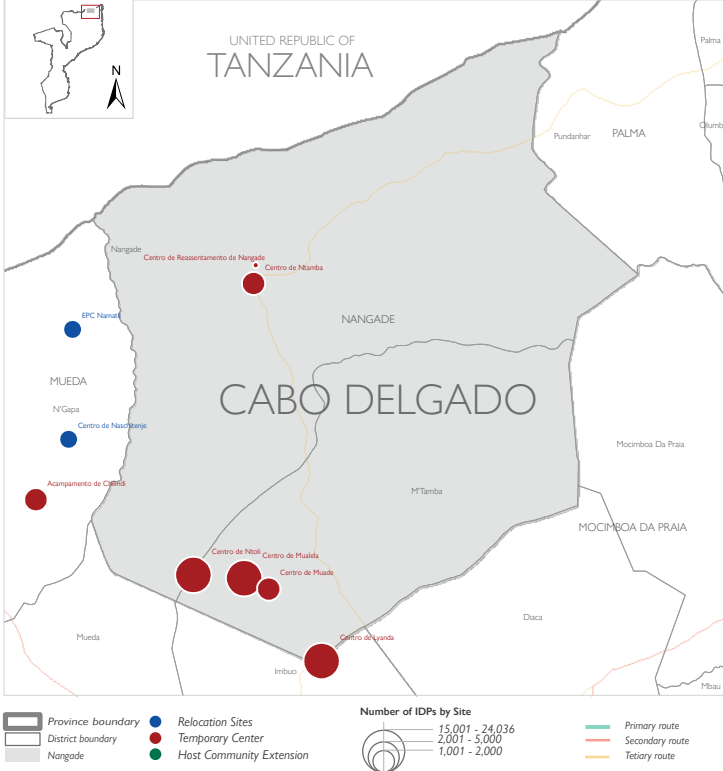 N
UNITED REPUBLIC OF
TANZANIA
Palma
Pundanhar
PALMA
Olumb
Nangade
Centro de Reassentamento de Nangade
Centro de Ntamba
EPC Namati
NANGADE
MUEDA
CABO DELGADO
N'Gapa
Centro de Naschitenje
Mocimboa Da Praia
Acampamento de Chimdi
M'Tamba
MOCIMBOA DA PRAIA
Centro de Ntoli
Centro de Mualela
Centro de Muade
Diaca
Mueda
Centro de Lyanda
Imbuo
Mbau
Province boundary
District boundary
Nangade
Relocation Sites
Temporary Center
Host Community Extension
Number of IDPs by Site
15,001 - 24,036
2,001 - 5,000
1,001 - 2,000
Primary route
Secondary route
Tetiary route